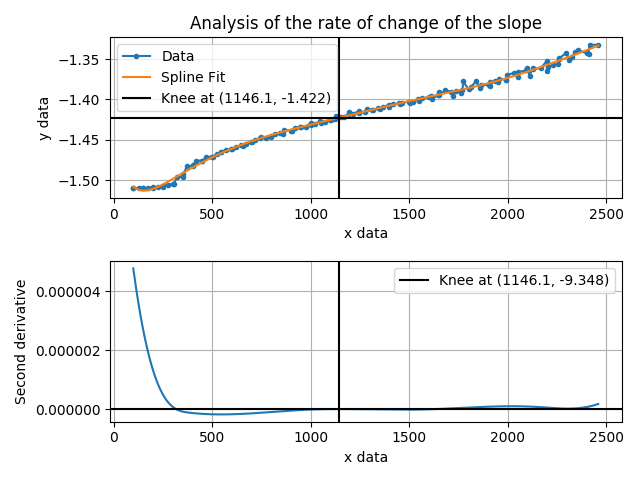 Analysis of the rate of change of the slope
−1.35
−1.40
−1.45
−1.50
y data
Data
Spline Fit
Knee at (1146.1, -1.422)
0 500 1000 1500 2000 2500
x data
0.000004
0.000002
0.000000
Second derivative
Knee at (1146.1, -9.348)
0 500 1000 1500 2000 2500
x data